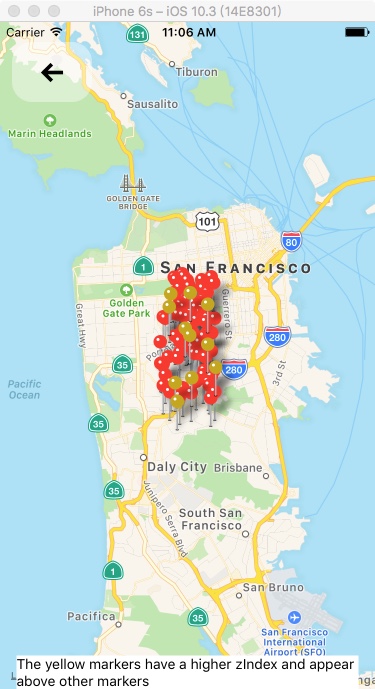 iPhone 6s – iOS 10.3 (14E8301)
Carrier 11:06 AM
131
Tiburon
Sausalito
Marin Headlands
GOLDEN GATE
BRIDGE
101
80
1
SAN FRANCISCO
Golden
Gate Park
Great Hwy
Guerrero St
280
3rd St
35
280
Pacific
Ocean
35
Daly City
Brisbane
35
Junipero Serra Blvd
South San
Francisco
1
San Bruno
Pacifica
35
San Francisco
International
Airport (SFO)
The yellow markers have a higher zIndex and appear
above other markers